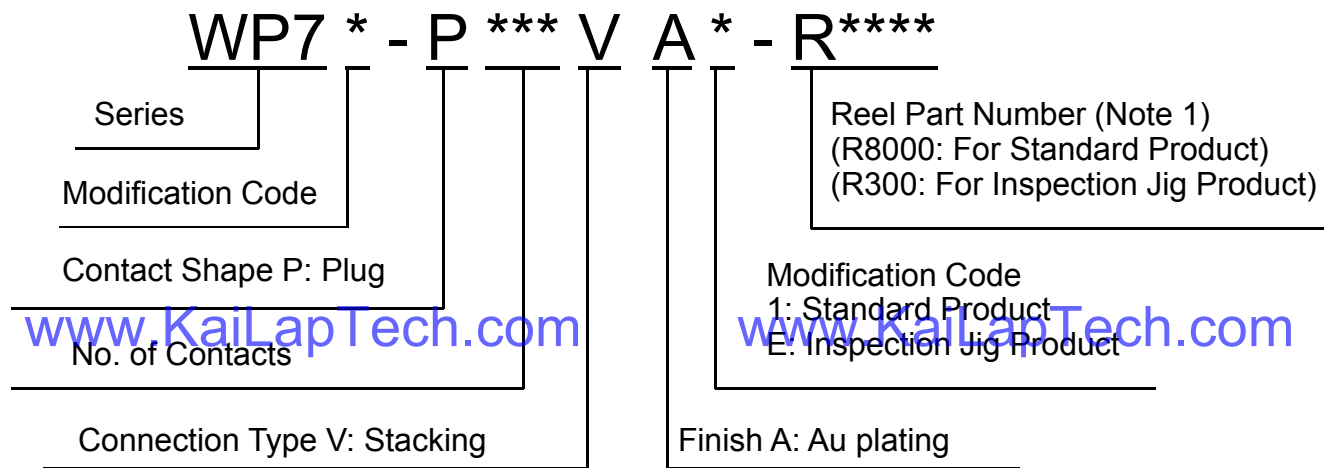 WP7 * - P *** V A * - R****
Series
Reel Part Number (Note 1)
(R8000: For Standard Product)
(R300: For Inspection Jig Product)
Modification Code
Contact Shape P: Plug
Modification Code
1: Standard Product
E: Inspection Jig Product
www.KaiLapTech.com
www.KaiLapTech.com
No. of Contacts
Connection Type V: Stacking
Finish A: Au plating